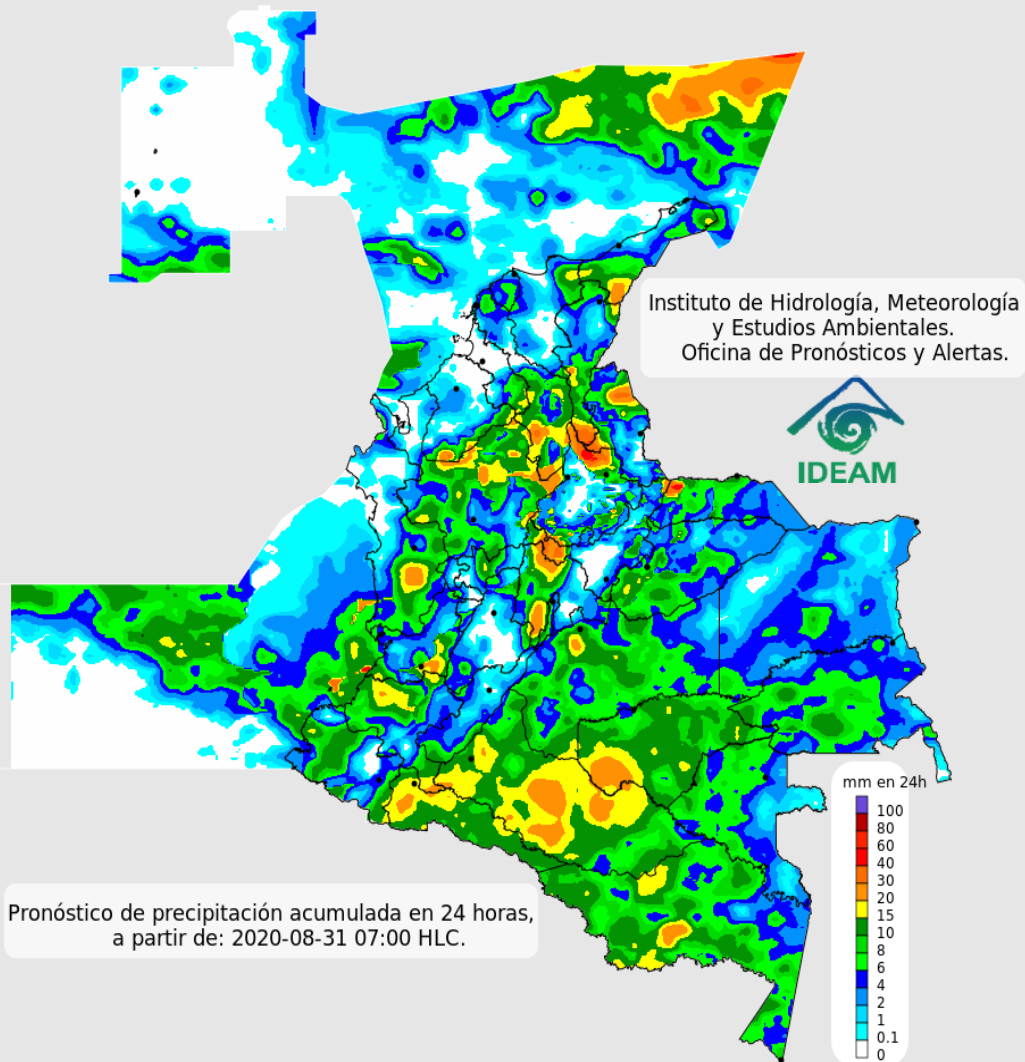 Instituto de Hidrología, Meteorología
y Estudios Ambientales.
Oficina de Pronósticos y Alertas.
IDEAM
mm en 24h
100
80
60
40
30
20
15
10
8
6
4
2
1
0.1
0
Pronóstico de precipitación acumulada en 24 horas,
a partir de: 2020-08-31 07:00 HLC.